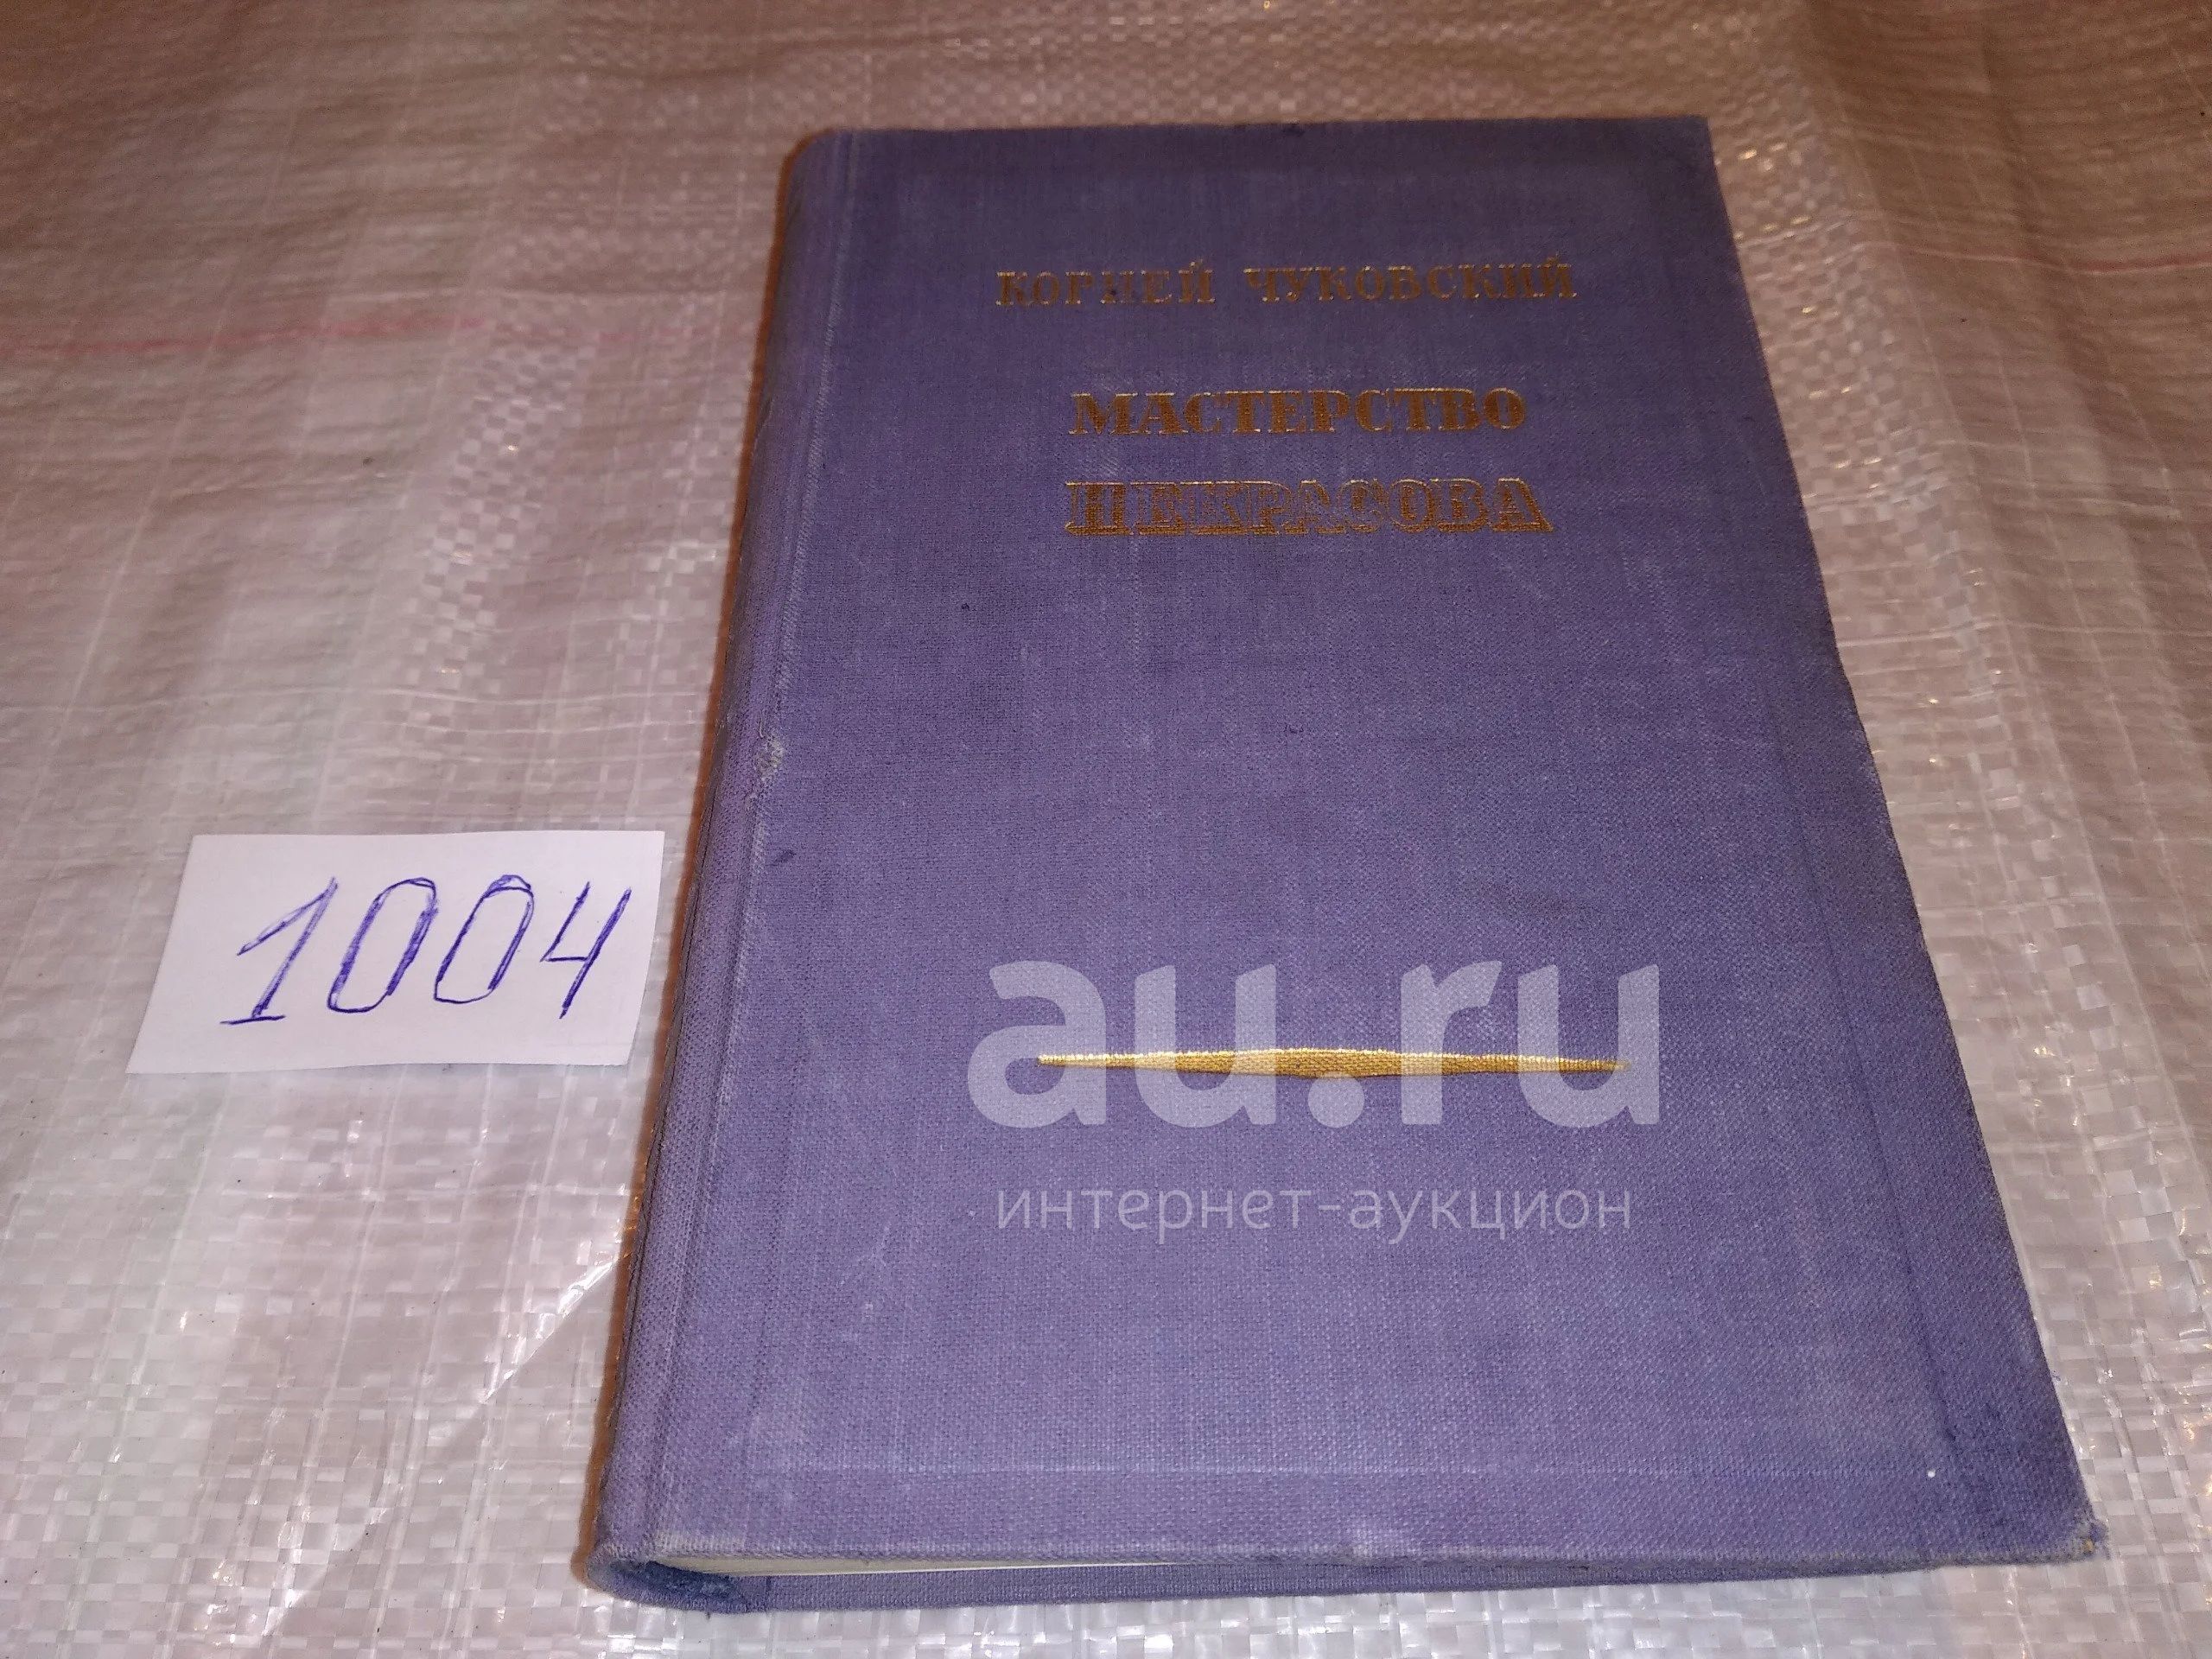 КОРНЕЙ ЧУКОВСКИЙ
МАСТЕРСТВО
НЕКРАСОВА
1004
au.ru
интернет-аукцион